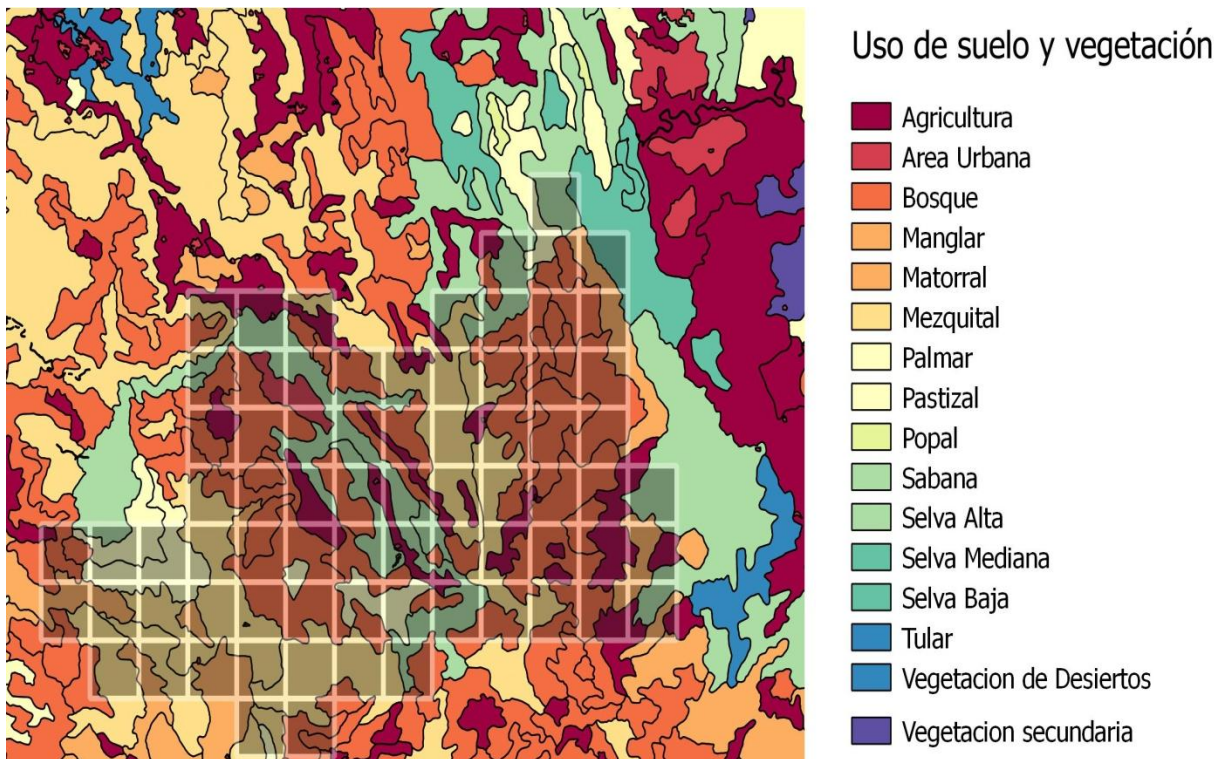 Uso de suelo y vegetación
Agricultura
Area Urbana
Bosque
Manglar
Matorral
Mezquital
Palmar
Pastizal
Popal
Sabana
Selva Alta
Selva Mediana
Selva Baja
Tular
Vegetacion de Desiertos
Vegetacion secundaria